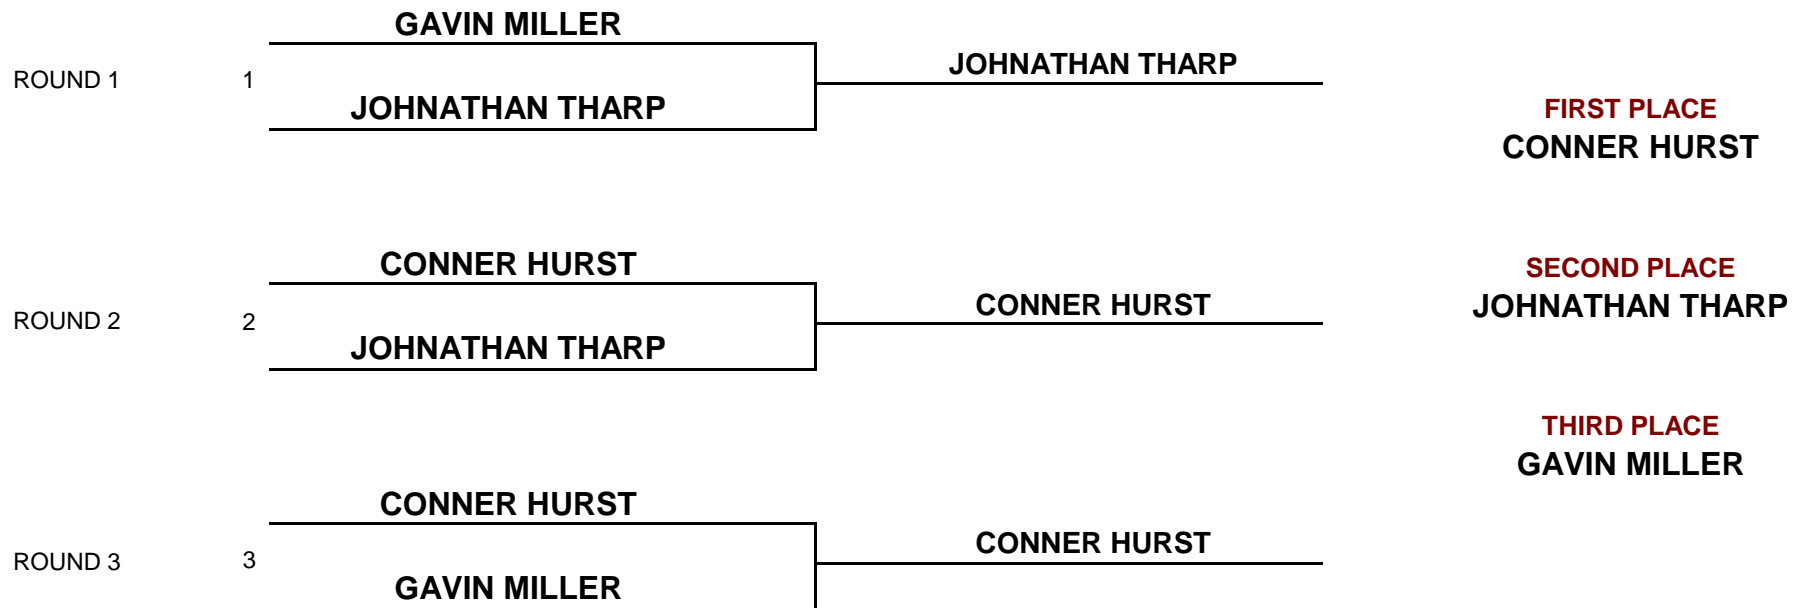 GAVIN MILLER
ROUND 1
1
JOHNATHAN THARP
JOHNATHAN THARP
FIRST PLACE
CONNER HURST
CONNER HURST
ROUND 2
2
JOHNATHAN THARP
CONNER HURST
SECOND PLACE
JOHNATHAN THARP
THIRD PLACE
GAVIN MILLER
CONNER HURST
ROUND 3
3
GAVIN MILLER
CONNER HURST